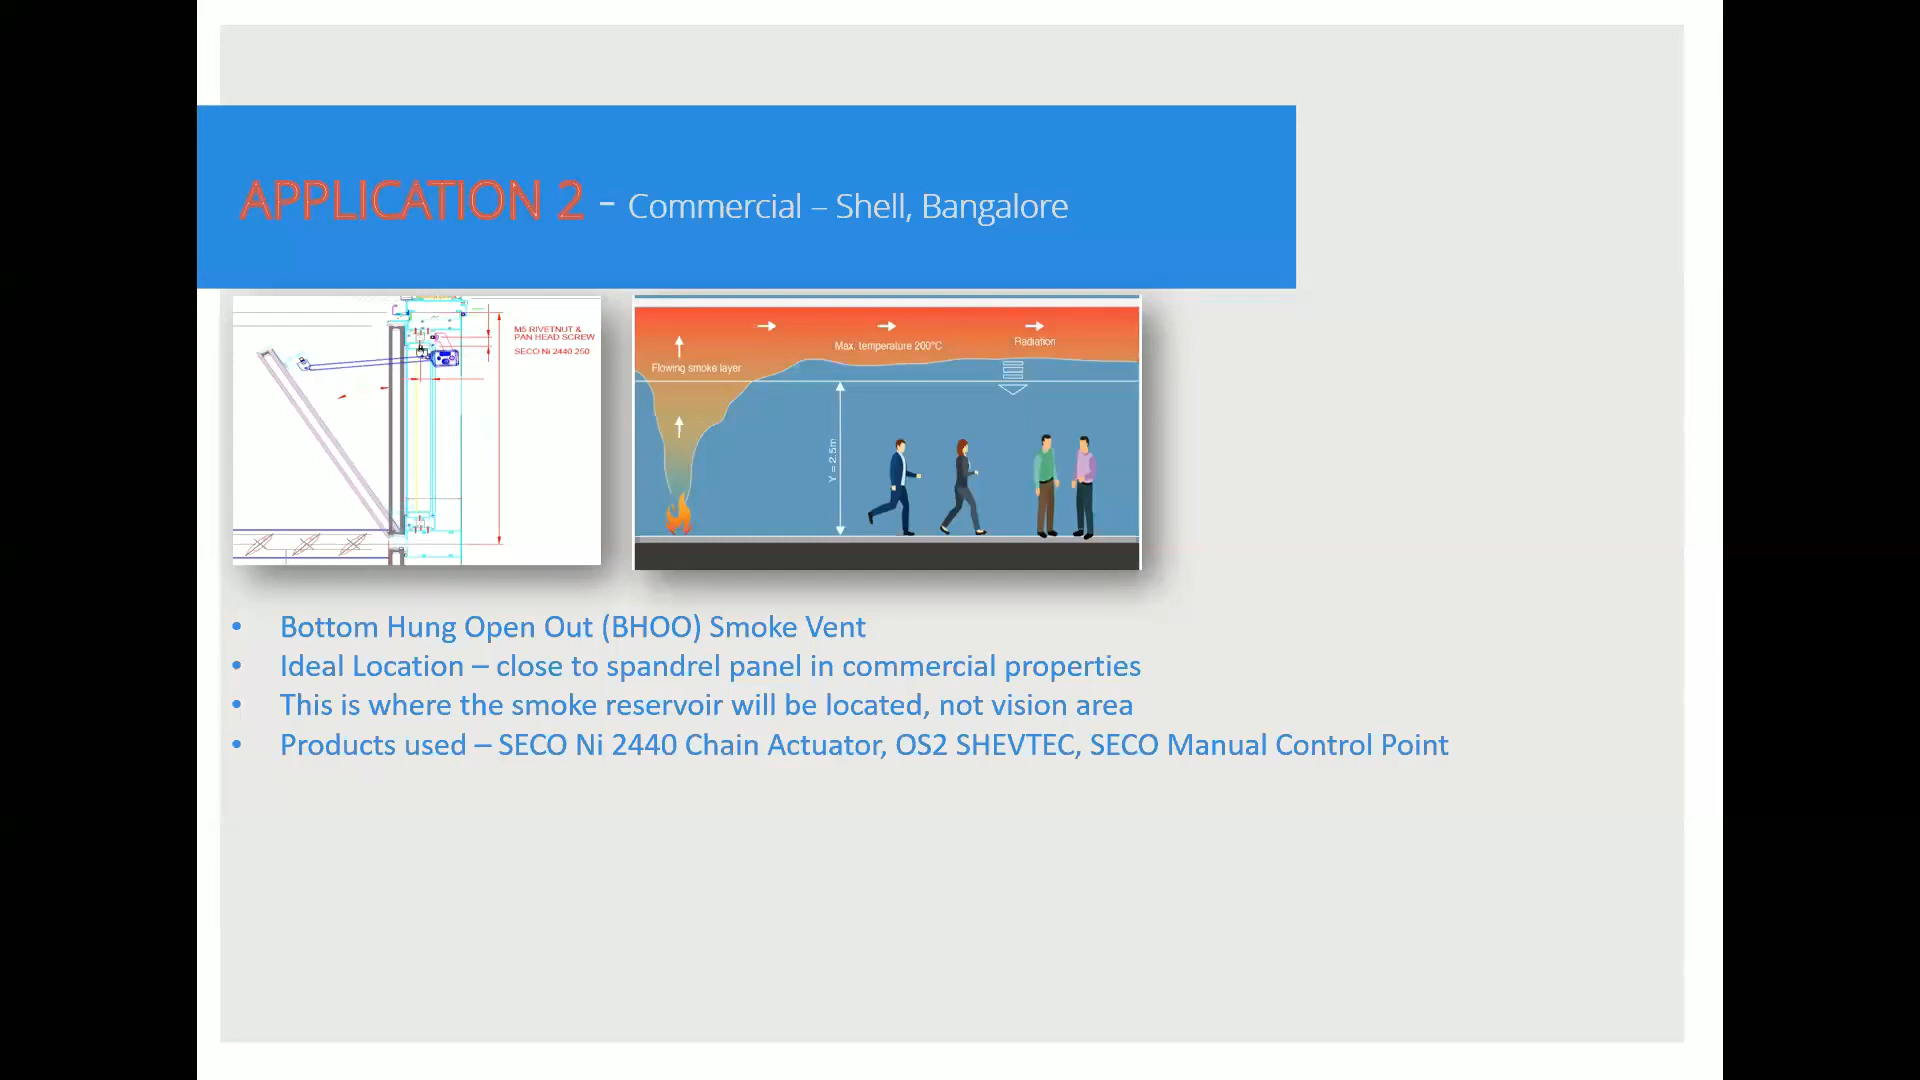 APPLICATION 2 - Commercial – Shell, Bangalore
M5 RIVETNUT &
PAN HEAD SCREW
SECO Ni 2440 250
Max. temperature 200°C
Radiation
Flowing smoke layer
Y = 2.5m
• Bottom Hung Open Out (BHOO) Smoke Vent
• Ideal Location – close to spandrel panel in commercial properties
• This is where the smoke reservoir will be located, not vision area
• Products used – SECO Ni 2440 Chain Actuator, OS2 SHEVTEC, SECO Manual Control Point